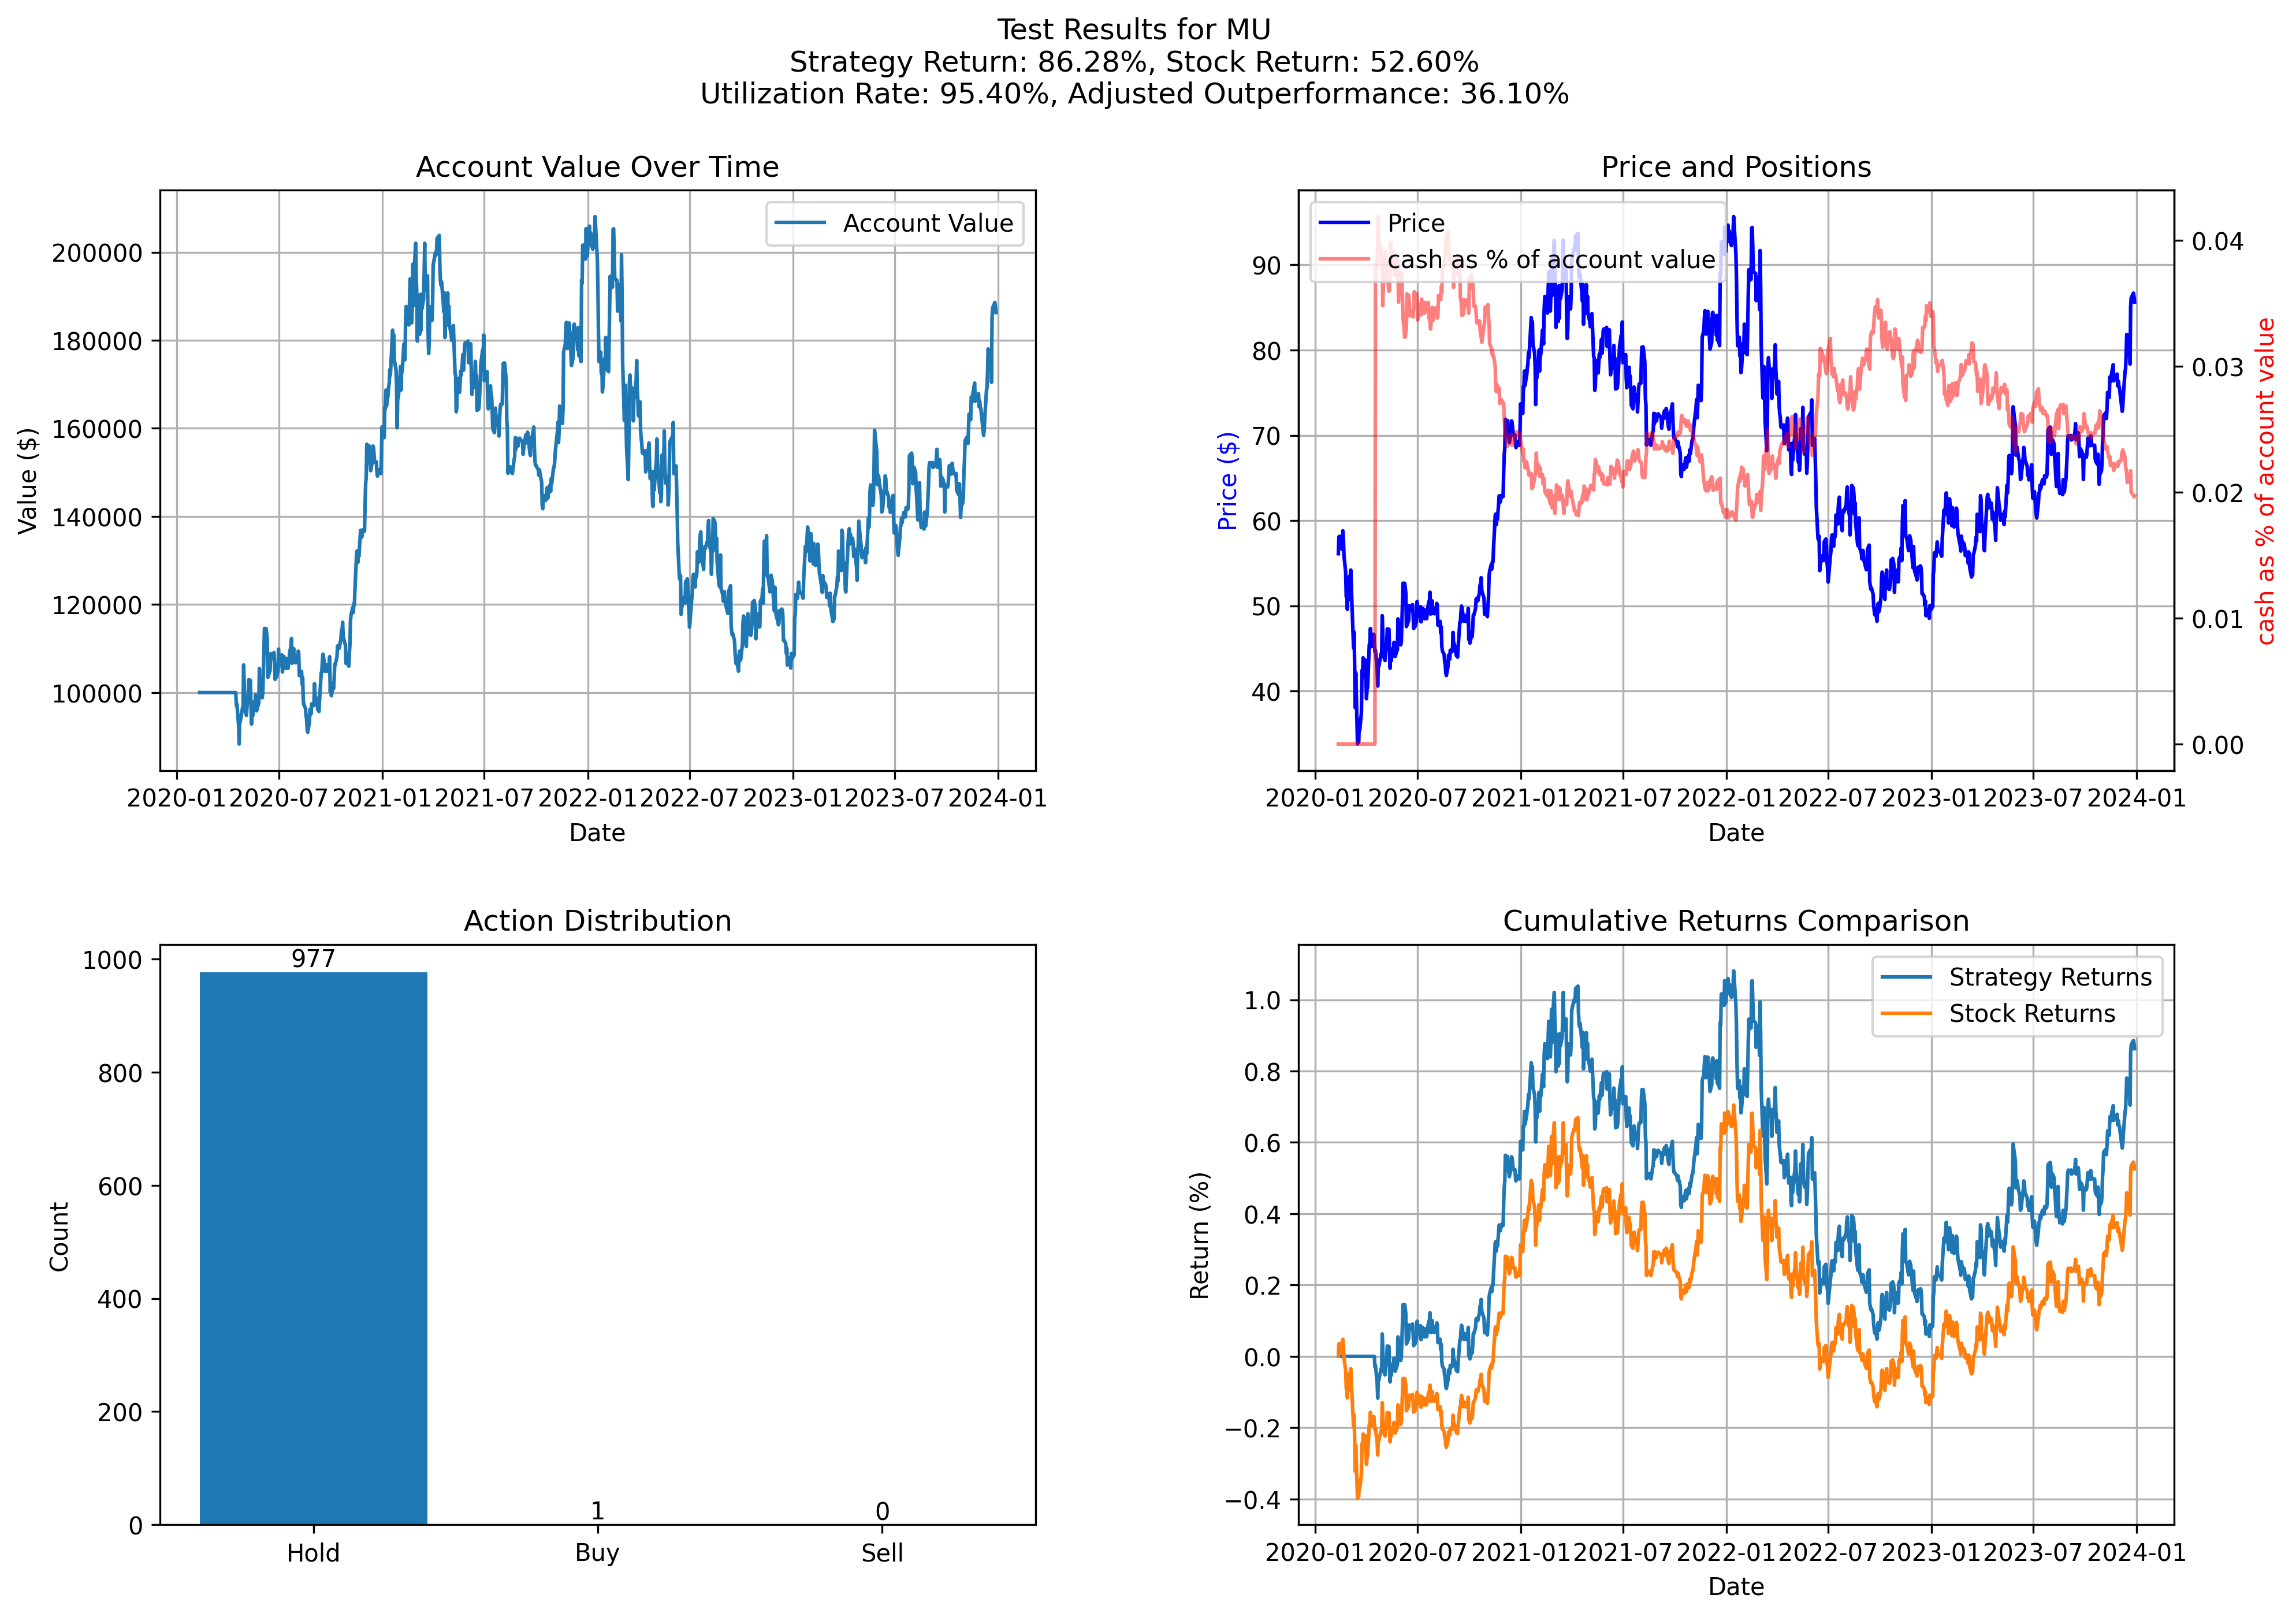 Test Results for MU
Strategy Return: 86.28%, Stock Return: 52.60%
Utilization Rate: 95.40%, Adjusted Outperformance: 36.10%
Account Value Over Time
Account Value
200000
180000
160000
140000
120000
100000
Value ($)
2020-01 2020-07 2021-01 2021-07 2022-01 2022-07 2023-01 2023-07 2024-01
Date
Price and Positions
Price
cash as % of account value
90
80
70
60
50
40
Price ($)
0.04
0.03
0.02
0.01
0.00
cash as % of account value
2020-01 2020-07 2021-01 2021-07 2022-01 2022-07 2023-01 2023-07 2024-01
Date
Action Distribution
1000
800
600
400
200
0
Count
977
1
0
Hold Buy Sell
Cumulative Returns Comparison
Strategy Returns
Stock Returns
1.0
0.8
0.6
0.4
0.2
0.0
−0.2
−0.4
Return (%)
2020-01 2020-07 2021-01 2021-07 2022-01 2022-07 2023-01 2023-07 2024-01
Date